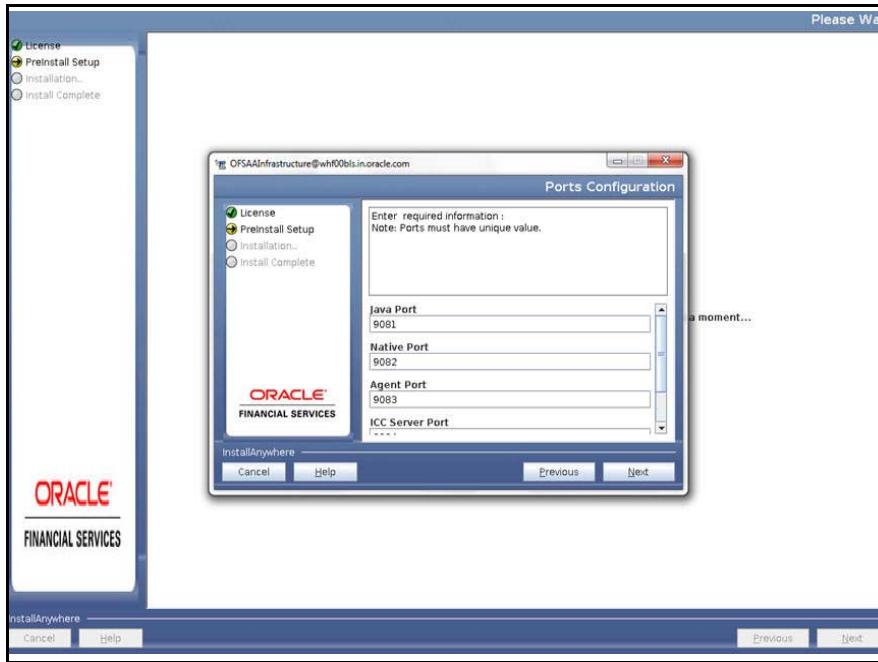 Please Wa
License
PreInstall Setup
Installation..
Install Complete
OFSAAInfrastructure@whf00bls.in.oracle.com
Ports Configuration
License
PreInstall Setup
Installation..
Install Complete
Enter required information :
Note: Ports must have unique value.
Java Port
9081
Native Port
9082
Agent Port
9083
ICC Server Port
a moment...
ORACLE'
FINANCIAL SERVICES
InstallAnywhere
Cancel
Help
Previous
Next
ORACLE'
FINANCIAL SERVICES
nstallAnywhere
Cancel
Help
Previous
Next